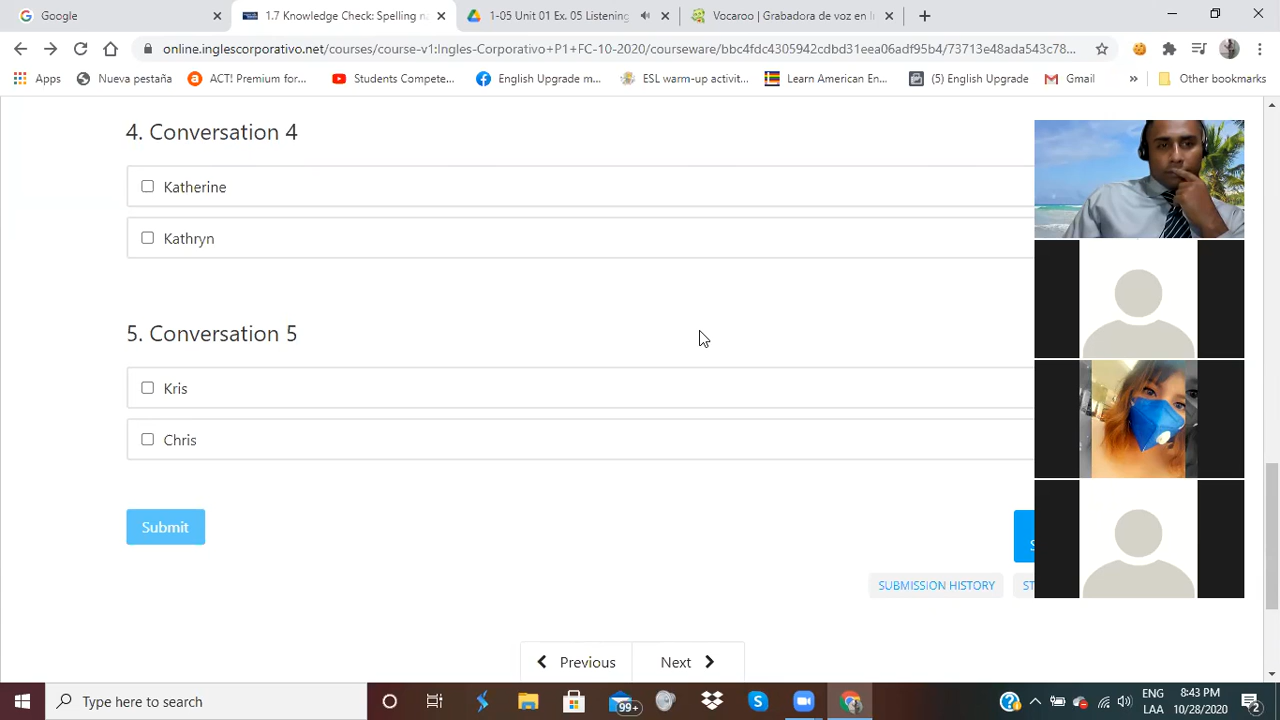 Google
1.7 Knowledge Check: Spelling n
1-05 Unit 01 Ex. 05 Listening
Vocaroo | Grabadora de voz en l
online.inglescorporativo.net/courses/course-v1:Ingles-Corporativo+P1+FC-10-2020/courseware/bbc4fdc4305942cdbd31eea06adf95b4/73713e48ada543c78...
Apps
Nueva pestaña
ACT! Premium for...
Students Compete...
English Upgrade m...
ESL warm-up activit...
Learn American En...
(5) English Upgrade
Gmail
»
Other bookmarks
4. Conversation 4
Katherine
Kathryn
5. Conversation 5
Kris
Chris
Submit
SUBMISSION HISTORY
ST
Previous
Next
Type here to search
99+
ENG
LAA
8:43 PM
10/28/2020
2